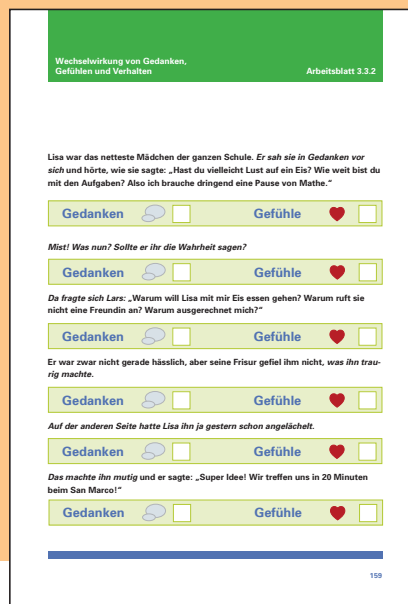 Wechselwirkung von Gedanken,
Gefühlen und Verhalten Arbeitsblatt 3.3.2
Lisa war das netteste Mädchen der ganzen Schule. Er sah sie in Gedanken vor
sich und hörte, wie sie sagte: „Hast du vielleicht Lust auf ein Eis? Wie weit bist du
mit den Aufgaben? Also ich brauche dringend eine Pause von Mathe.“
Gedanken Gefühle
Mist! Was nun? Sollte er ihr die Wahrheit sagen?
Gedanken Gefühle
Da fragte sich Lars: „Warum will Lisa mit mir Eis essen gehen? Warum ruft sie
nicht eine Freundin an? Warum ausgerechnet mich?“
Gedanken Gefühle
Er war zwar nicht gerade hässlich, aber seine Frisur gefiel ihm nicht, was ihn trau-
rig machte.
Gedanken Gefühle
Auf der anderen Seite hatte Lisa ihn ja gestern schon angelächelt.
Gedanken Gefühle
Das machte ihn mutig und er sagte: „Super Idee! Wir treffen uns in 20 Minuten
beim San Marco!“
Gedanken Gefühle
159